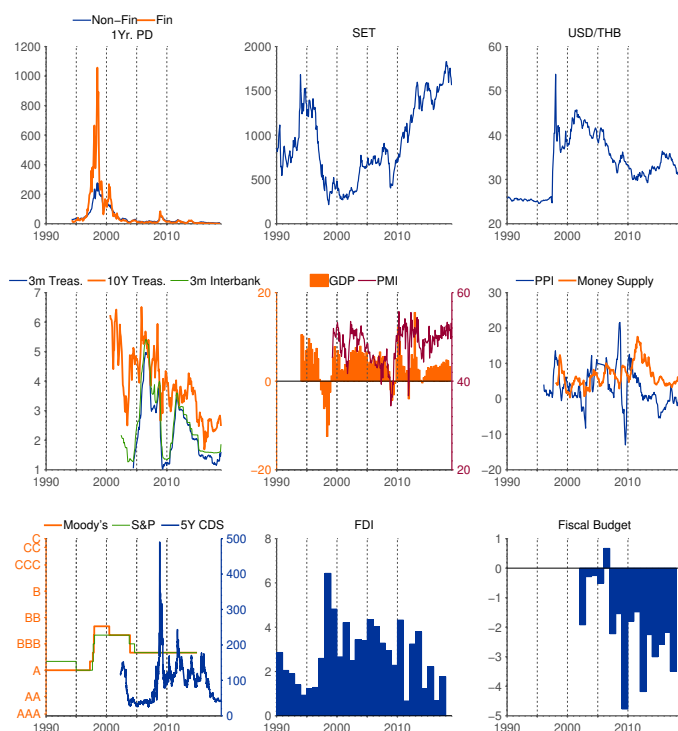 Non−Fin Fin
1Yr. PD
1200
1000
800
600
400
200
0
1990 2000 2010
SET
2000
1500
1000
500
0
1990 2000 2010
USD/THB
60
50
40
30
20
1990 2000 2010
3m Treas. 10Y Treas. 3m Interbank
7
6
5
4
3
2
1
1990 2000 2010
GDP PMI
20
0
−20
60
40
20
1990 2000 2010
PPI Money Supply
30
20
10
0
−10
−20
1990 2000 2010
Moody's S&P 5Y CDS
C
CC
CCC
B
BB
BBB
A
AA
AAA
500
400
300
200
100
0
1990 2000 2010
FDI
8
6
4
2
0
1990 2000 2010
Fiscal Budget
1
0
−1
−2
−3
−4
−5
1990 2000 2010